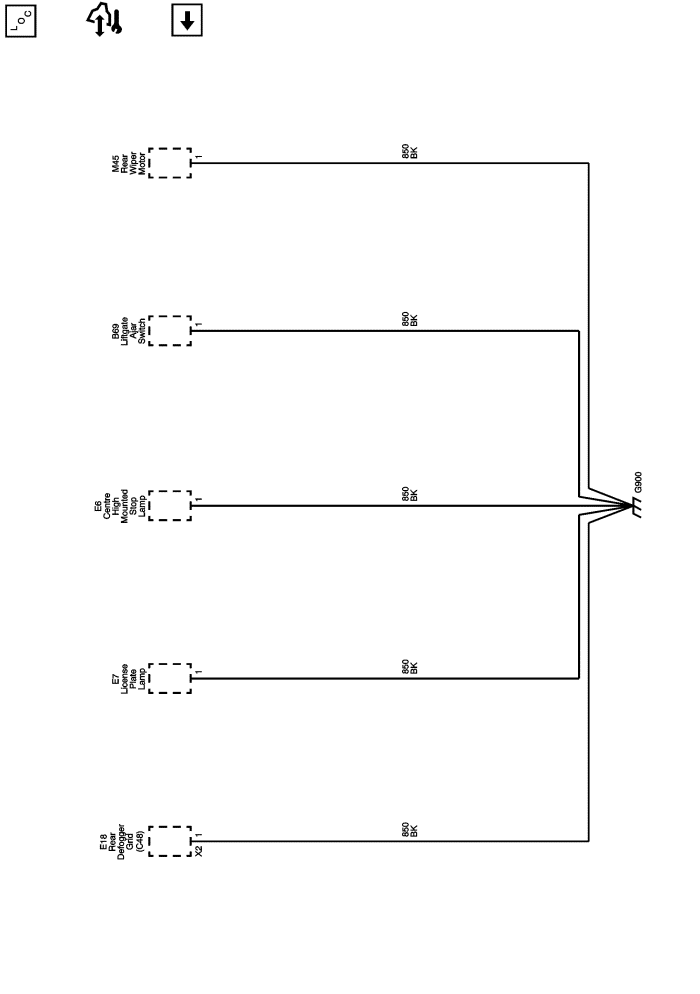 LOC
M45
Rear
Wiper
Motor
1
850
BK
B69
Liftgate
Ajar
Switch
1
850
BK
E6
Centre
High
Mounted
Stop
Lamp
1
850
BK
G900
E7
License
Plate
Lamp
1
850
BK
E18
Rear
Defogger
Grid
(C48)
1
X2
850
BK